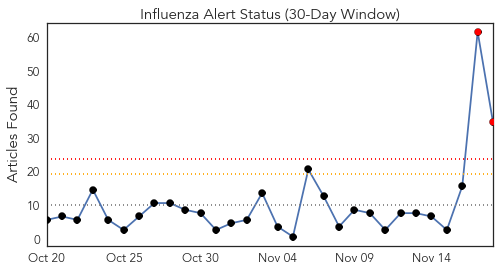 Influenza Alert Status (30-Day Window)
Articles Found
60
50
40
30
20
10
0
Oct 20 Oct 25 Oct 30 Nov 04 Nov 09 Nov 14